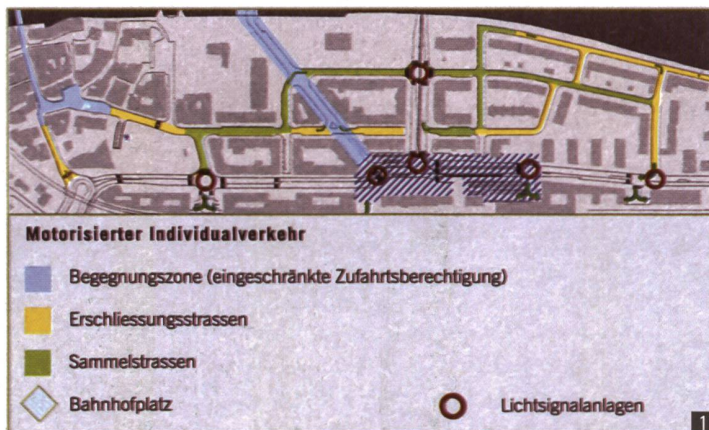 Motorisierter Individualverkehr
Begegnungszone (eingeschränkte Zufahrtsberechtigung)
Erschliessungsstrassen
Sammelstrassen
Bahnhofplatz
Lichtsignalanlagen
1